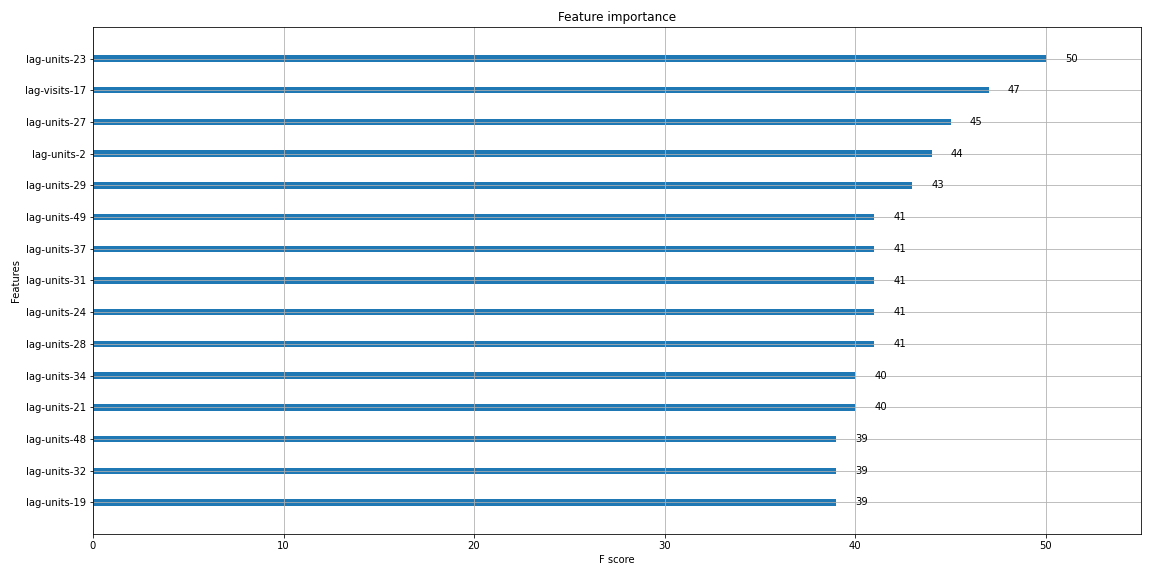 Feature importance
lag-units-23 50
lag-visits-17 47
lag-units-27 45
lag-units-2 44
lag-units-29 43
lag-units-49 41
lag-units-37 41
lag-units-31 41
lag-units-24 41
lag-units-28 41
lag-units-34 40
lag-units-21 40
lag-units-48 39
lag-units-32 39
lag-units-19 39
Features
0 10 20 30 40 50
F score